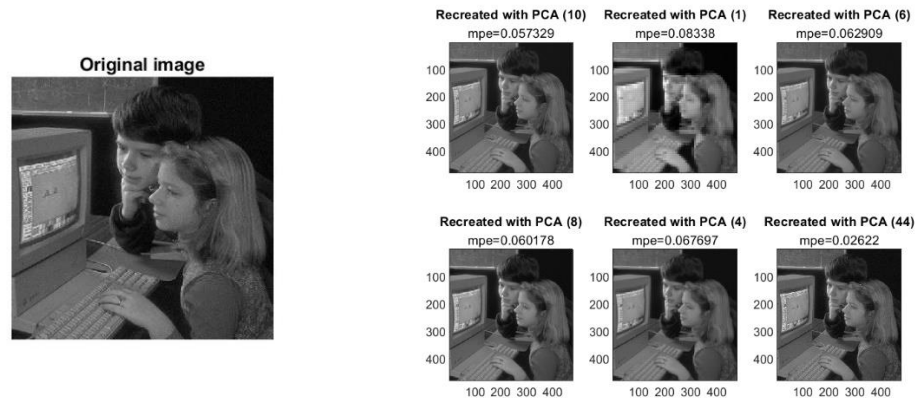 Original image
Recreated with PCA (10)
mpe=0.057329
100
200
300
400
100 200 300 400
Recreated with PCA (1)
mpe=0.08338
100
200
300
400
100 200 300 400
Recreated with PCA (6)
mpe=0.062909
100
200
300
400
100 200 300 400
Recreated with PCA (8)
mpe=0.060178
100
200
300
400
100 200 300 400
Recreated with PCA (4)
mpe=0.067697
100
200
300
400
100 200 300 400
Recreated with PCA (44)
mpe=0.02622
100
200
300
400
100 200 300 400